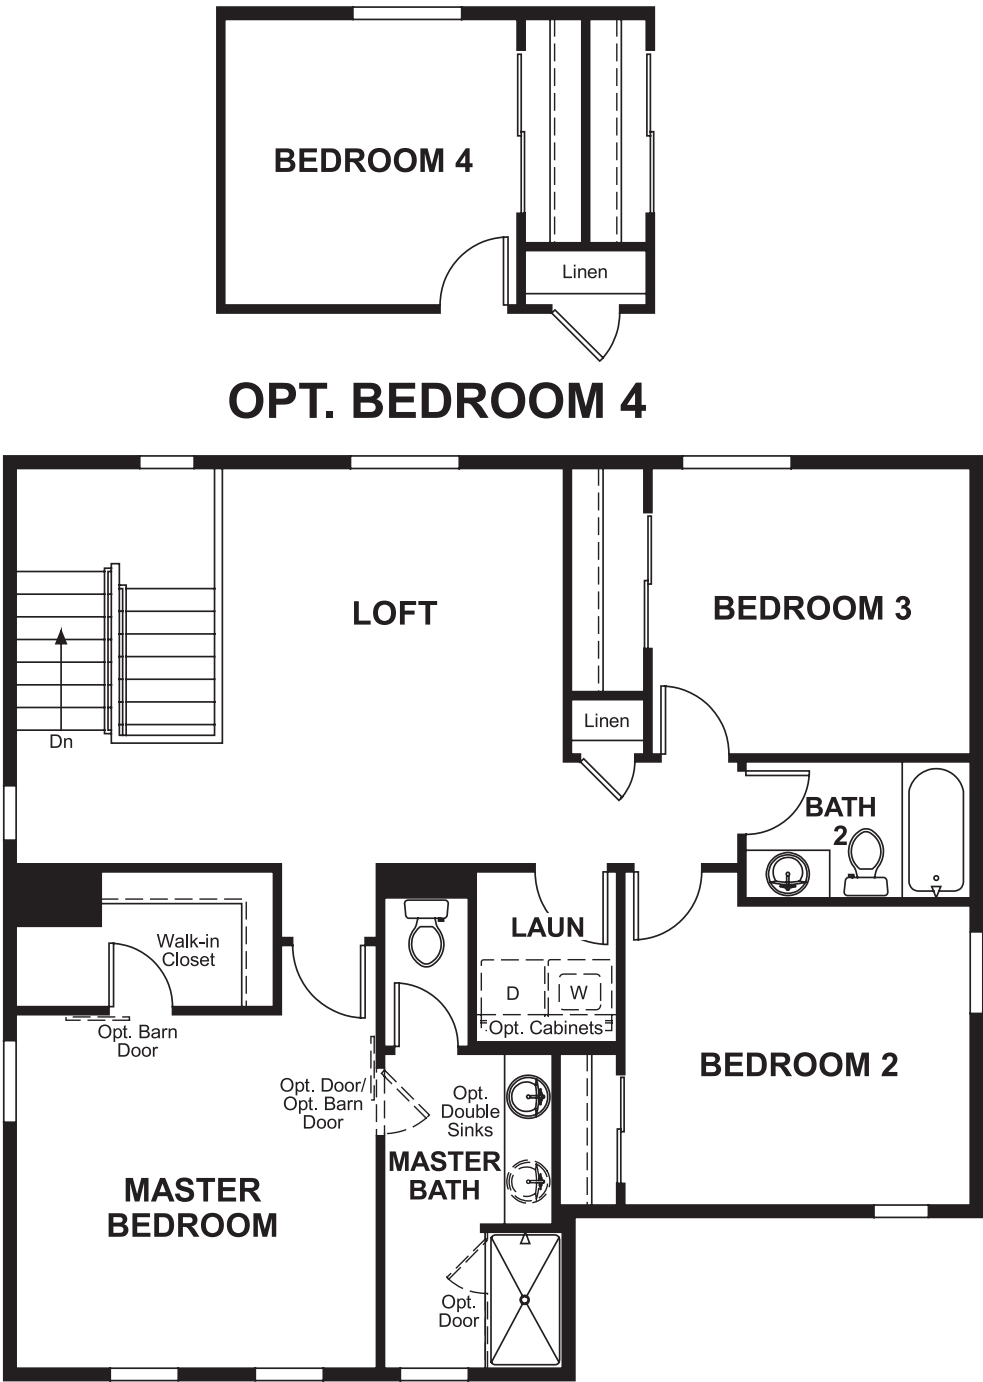 BEDROOM 4
Linen
OPT. BEDROOM 4
LOFT
BEDROOM 3
Linen
Dn
BATH
2
Walk-in
Closet
LAUN
D
W
Opt. Cabinets
Opt. Barn
Door
BEDROOM 2
Opt. Door/
Opt. Barn
Door
Opt.
Double
Sinks
MASTER
BATH
MASTER
BEDROOM
Opt.
Door